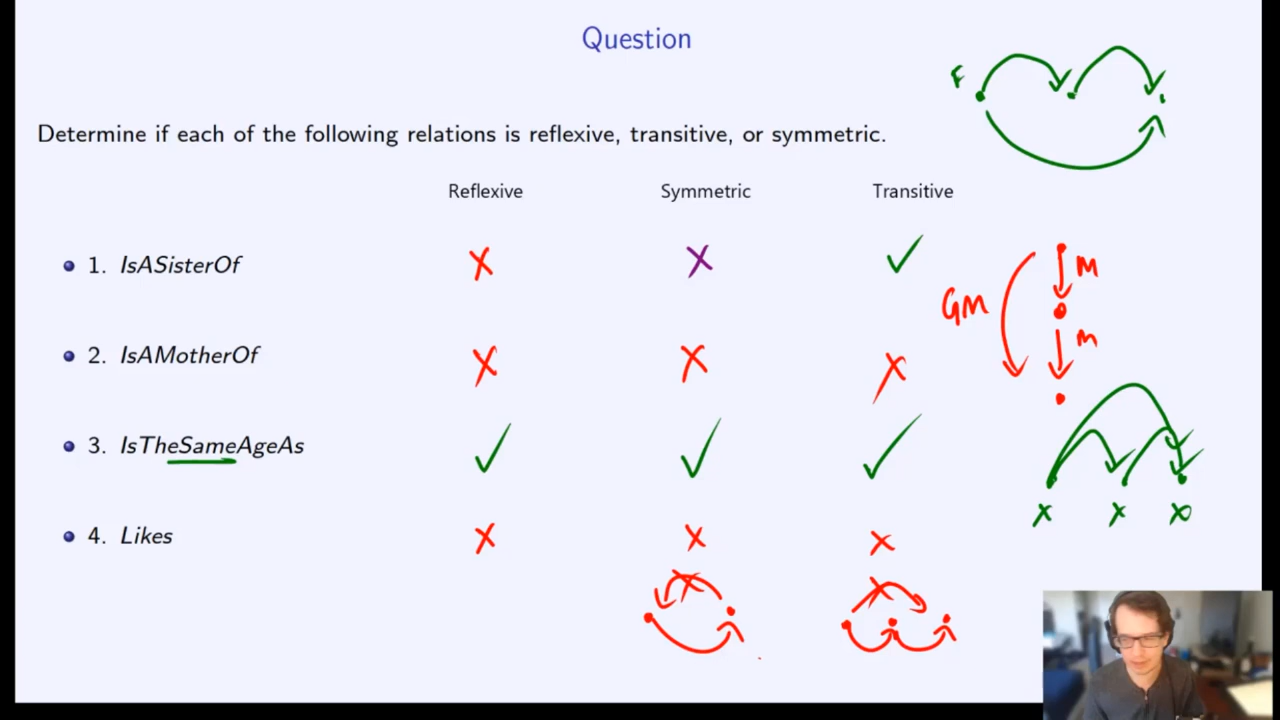 Question
F
Determine if each of the following relations is reflexive, transitive, or symmetric.
Reflexive Symmetric Transitive
1. IsASisterOf X X ✓
M
GM
2. IsAMotherOf X X X
M
3. IsTheSameAgeAs ✓ ✓ ✓
x x x
4. Likes X X X